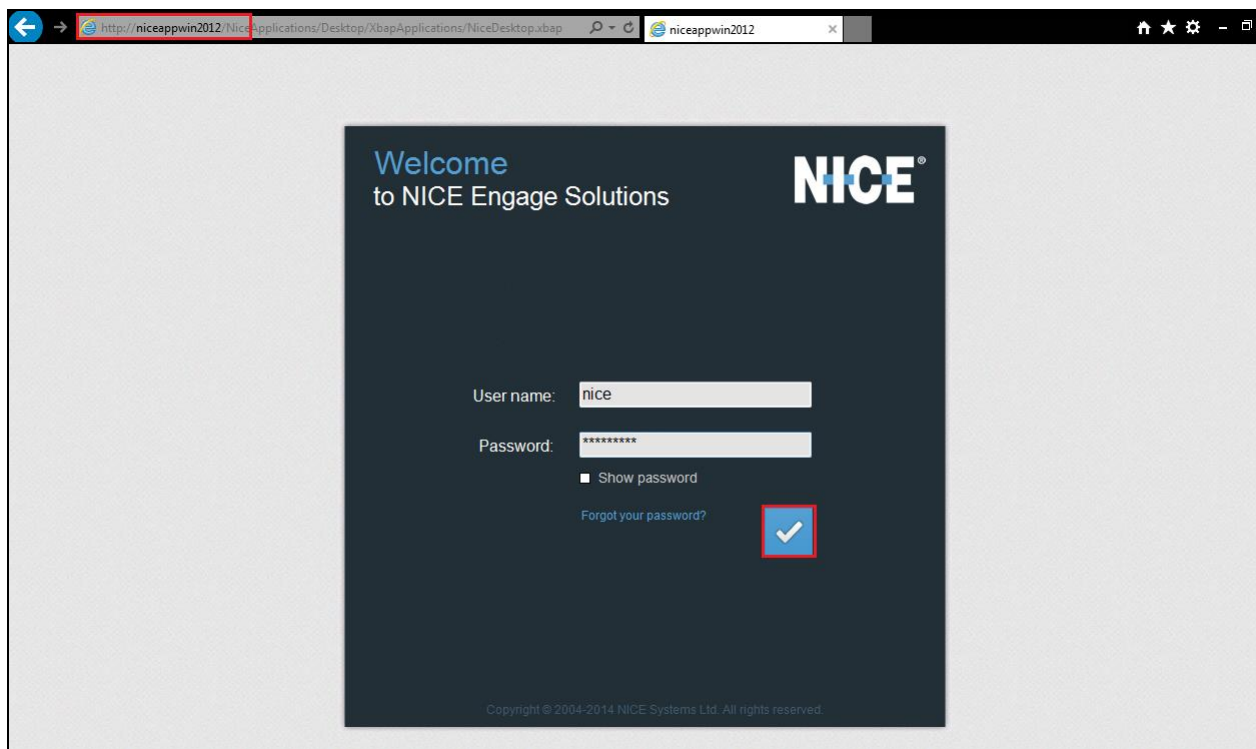 http://niceappwin2012/NiceApplications/Desktop/XbapApplications/NiceDesktop.xbap
niceappwin2012
Welcome
to NICE Engage Solutions
NICE®
User name:
nice
Password:
*********
Show password
Forgot your password?
Copyright © 2004-2014 NICE Systems Ltd. All rights reserved.